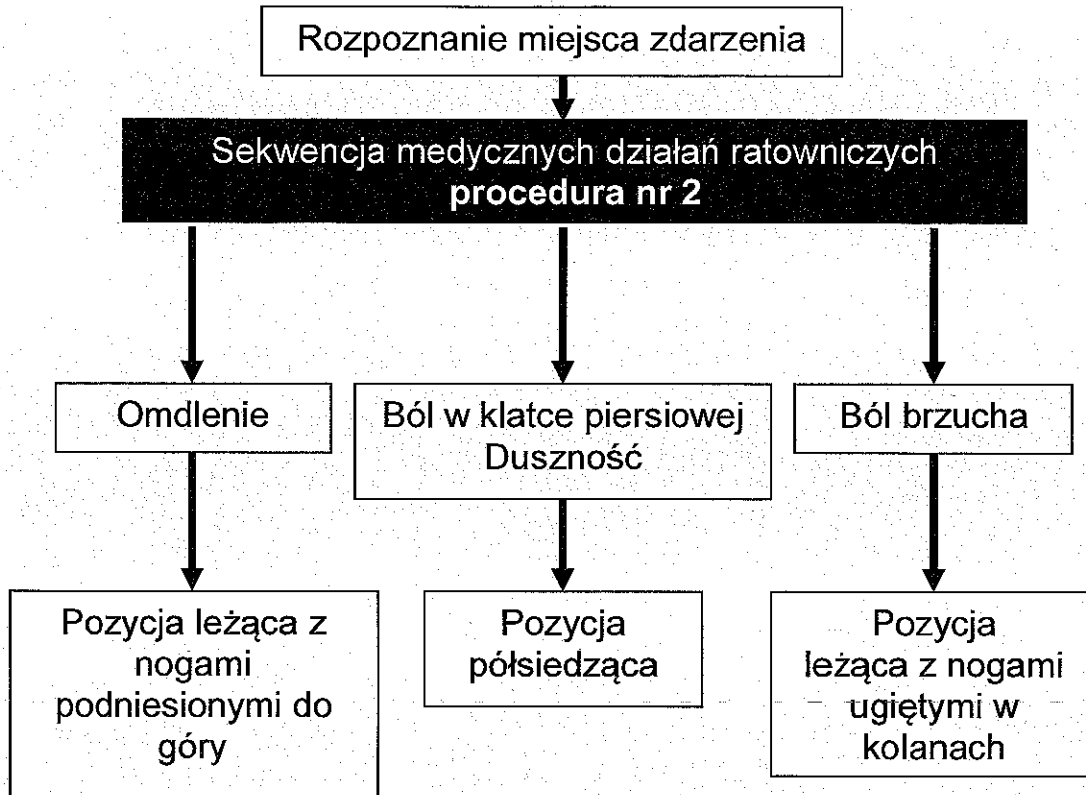 Rozpoznanie miejsca zdarzenia
Sekwencja medycznych działań ratowniczych
procedura nr 2
Omdlenie
Ból w klatce piersiowej
Duszność
Ból brzucha
Pozycja leżąca z
nogami
podniesionymi do
góry
Pozycja
półsiedząca
Pozycja
leżąca z nogami
ugiętymi w
kolanach